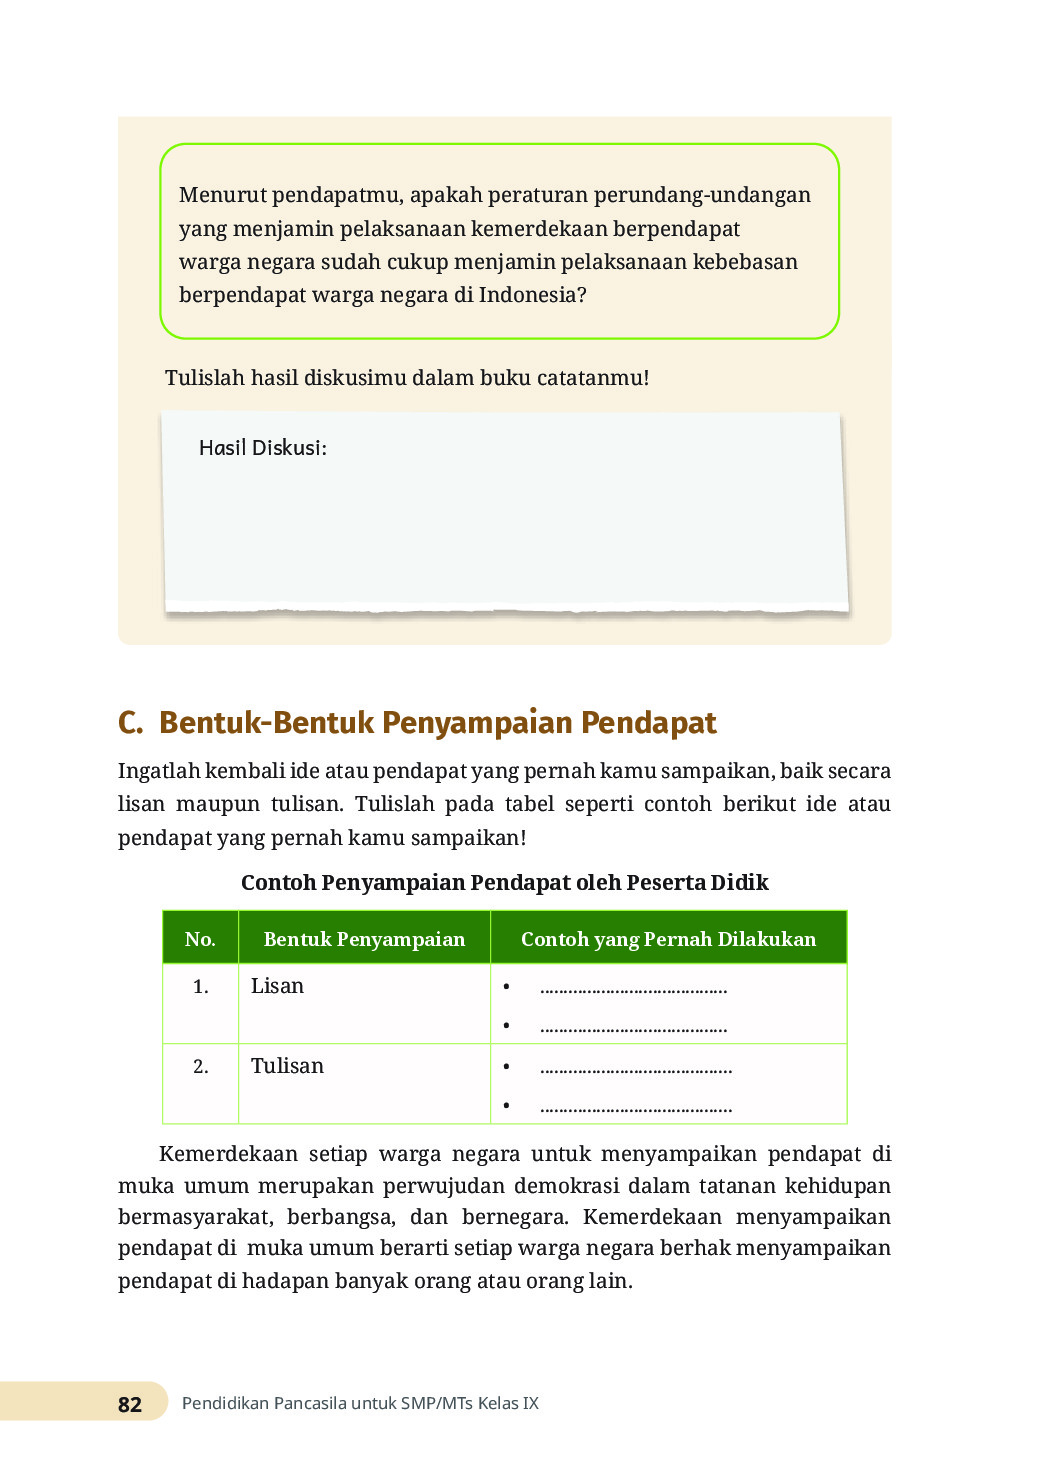 Menurut pendapatmu, apakah peraturan perundang-undangan
yang menjamin pelaksanaan kemerdekaan berpendapat
warga negara sudah cukup menjamin pelaksanaan kebebasan
berpendapat warga negara di Indonesia?
Tulislah hasil diskusimu dalam buku catatanmu!
Hasil Diskusi:
C. Bentuk-Bentuk Penyampaian Pendapat
Ingatlah kembali ide atau pendapat yang pernah kamu sampaikan, baik secara
lisan maupun tulisan. Tulislah pada tabel seperti contoh berikut ide atau
pendapat yang pernah kamu sampaikan!
Contoh Penyampaian Pendapat oleh Peserta Didik
No. Bentuk Penyampaian Contoh yang Pernah Dilakukan
1. Lisan • ........................................
• ........................................
2. Tulisan • .........................................
• .........................................
Kemerdekaan setiap warga negara untuk menyampaikan pendapat di
muka umum merupakan perwujudan demokrasi dalam tatanan kehidupan
bermasyarakat, berbangsa, dan bernegara. Kemerdekaan menyampaikan
pendapat di muka umum berarti setiap warga negara berhak menyampaikan
pendapat di hadapan banyak orang atau orang lain.
82 Pendidikan Pancasila untuk SMP/MTs Kelas IX